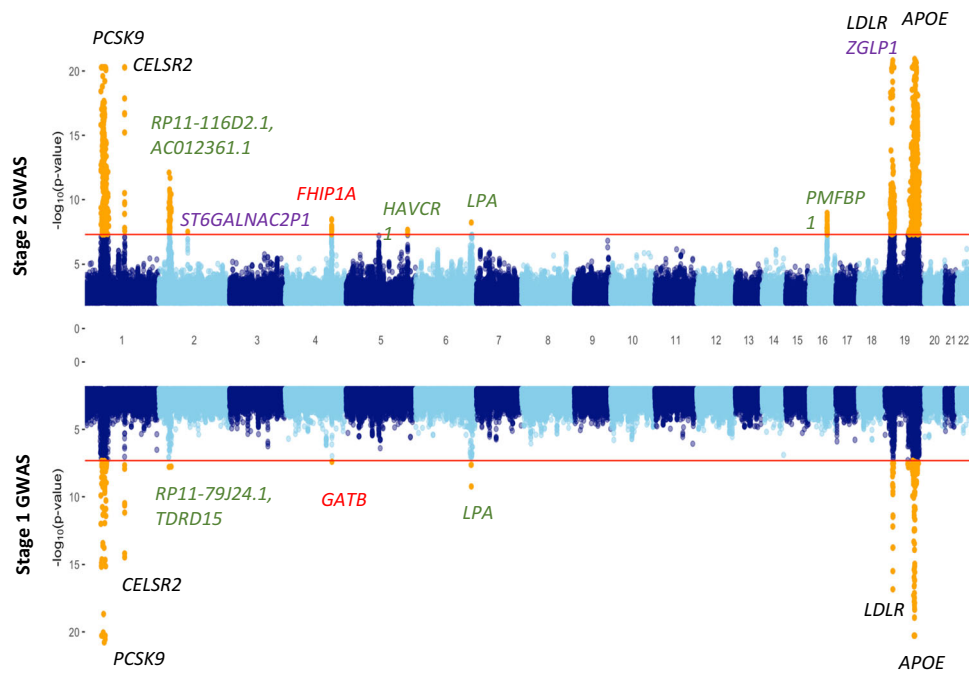 PCSK9
CELSR2
LDLR
APOE
ZGLP1
RP11-116D2.1,
AC012361.1
ST6GALNAC2P1
FHIP1A
HAVCR
1
LPA
PMFBP
1
Stage 2 GWAS
-log10(p-value)
20
15
10
5
0
1 2 3 4 5 6 7 8 9 10 11 12 13 14 15 16 17 18 19 20 21 22
0
5
10
15
20
-log10(p-value)
Stage 1 GWAS
RP11-79J24.1,
TDRD15
GATB
LPA
CELSR2
LDLR
PCSK9
APOE